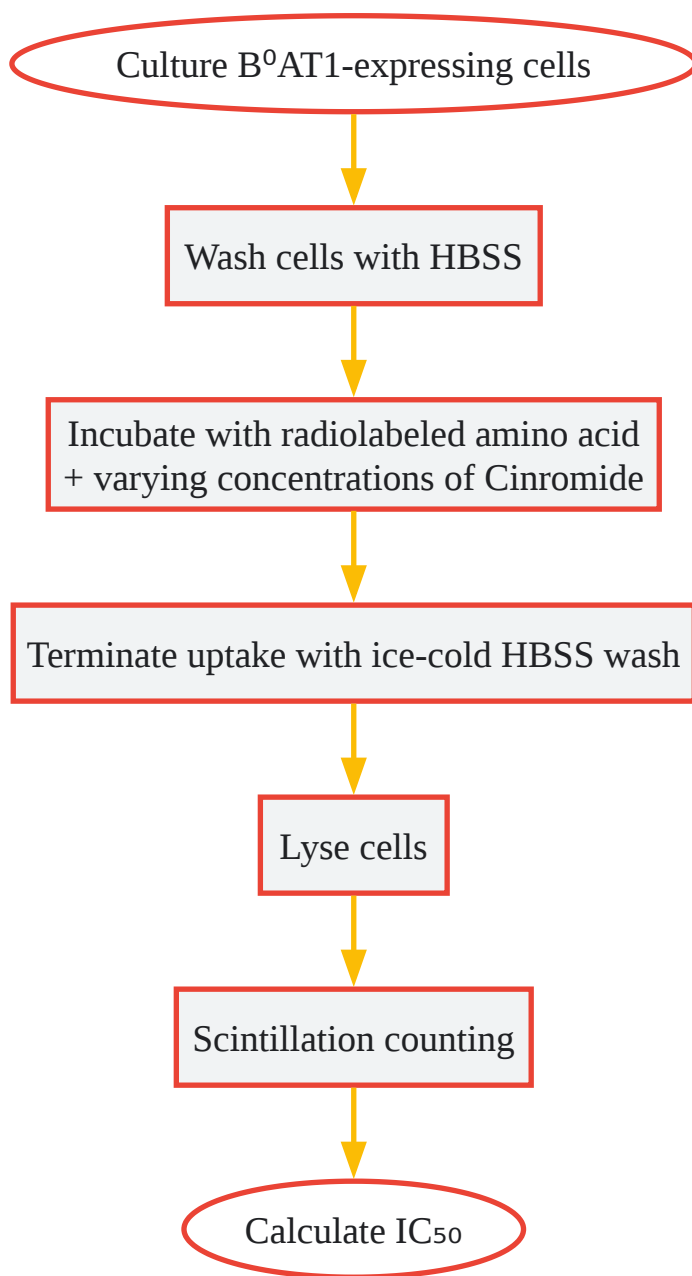 Culture B⁰AT1-expressing cells
Wash cells with HBSS
Incubate with radiolabeled amino acid
+ varying concentrations of Cinromide
Terminate uptake with ice-cold HBSS wash
Lyse cells
Scintillation counting
Calculate IC₅₀